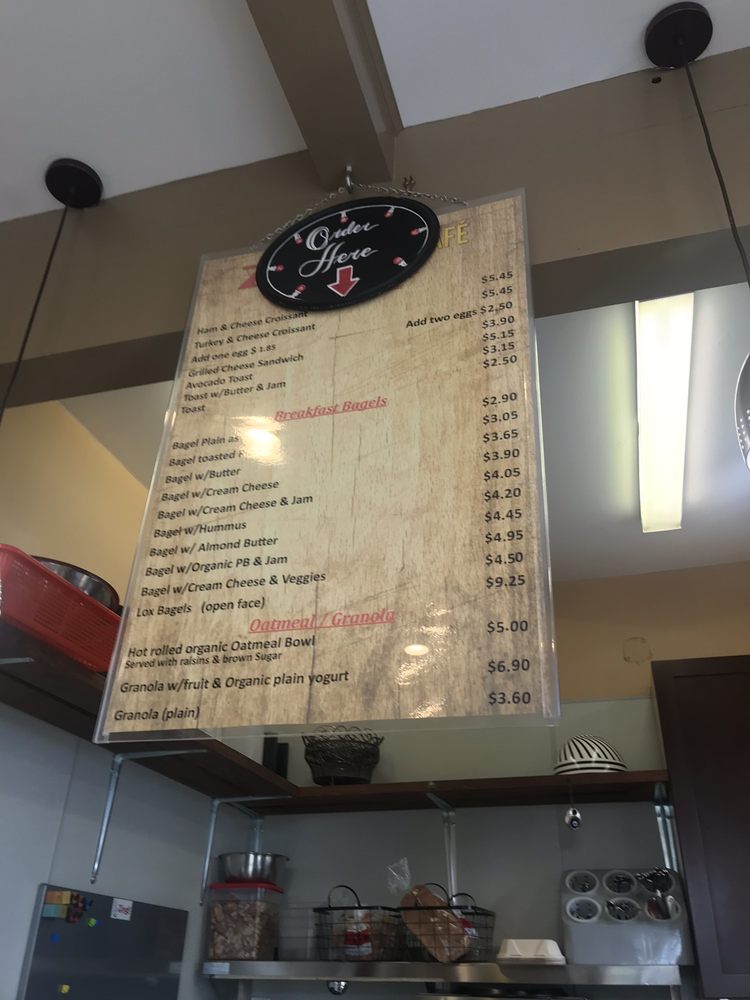 Order
Here
AFÉ
Ham & Cheese Croissant $5.45
Turkey & Cheese Croissant $5.45
Add one egg $ 1.85 Add two eggs $2.50
Grilled Cheese Sandwich $3.90
Avocado Toast $5.15
Toast w/Butter & Jam $3.15
Toast $2.50
Breakfast Bagels
Bagel Plain as $2.90
Bagel toasted $3.05
Bagel w/Butter $3.65
Bagel w/Cream Cheese $3.90
Bagel w/Cream Cheese & Jam $4.05
Bagel w/Hummus $4.20
Bagel w/ Almond Butter $4.45
Bagel w/Organic PB & Jam $4.95
Bagel w/Cream Cheese & Veggies $4.50
Lox Bagels (open face) $9.25
Oatmeal / Granola
Hot rolled organic Oatmeal Bowl $5.00
Served with raisins & brown Sugar
Granola w/fruit & Organic plain yogurt $6.90
Granola (plain) $3.60